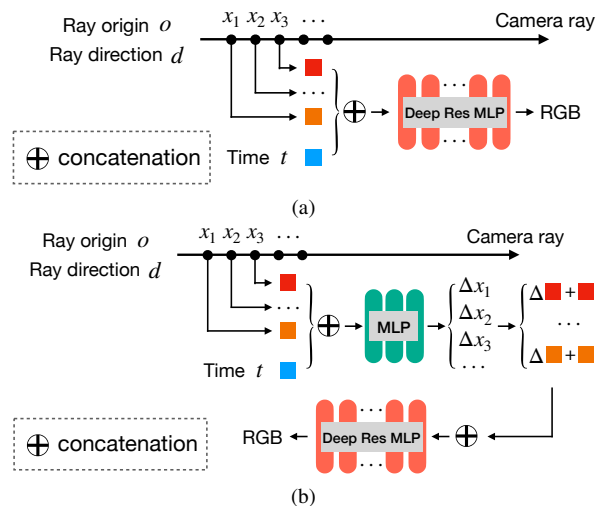 Ray origin o
x₁ x₂ x₃ ...
Camera ray
Ray direction d
...
...
Deep Res MLP
...
RGB
⊕ concatenation
Time t
(a)
Ray origin o
x₁ x₂ x₃ ...
Camera ray
Ray direction d
...
MLP
Δx₁
Δx₂
Δx₃
...
Δ +
...
Δ +
Time t
⊕ concatenation
RGB
...
Deep Res MLP
...
(b)